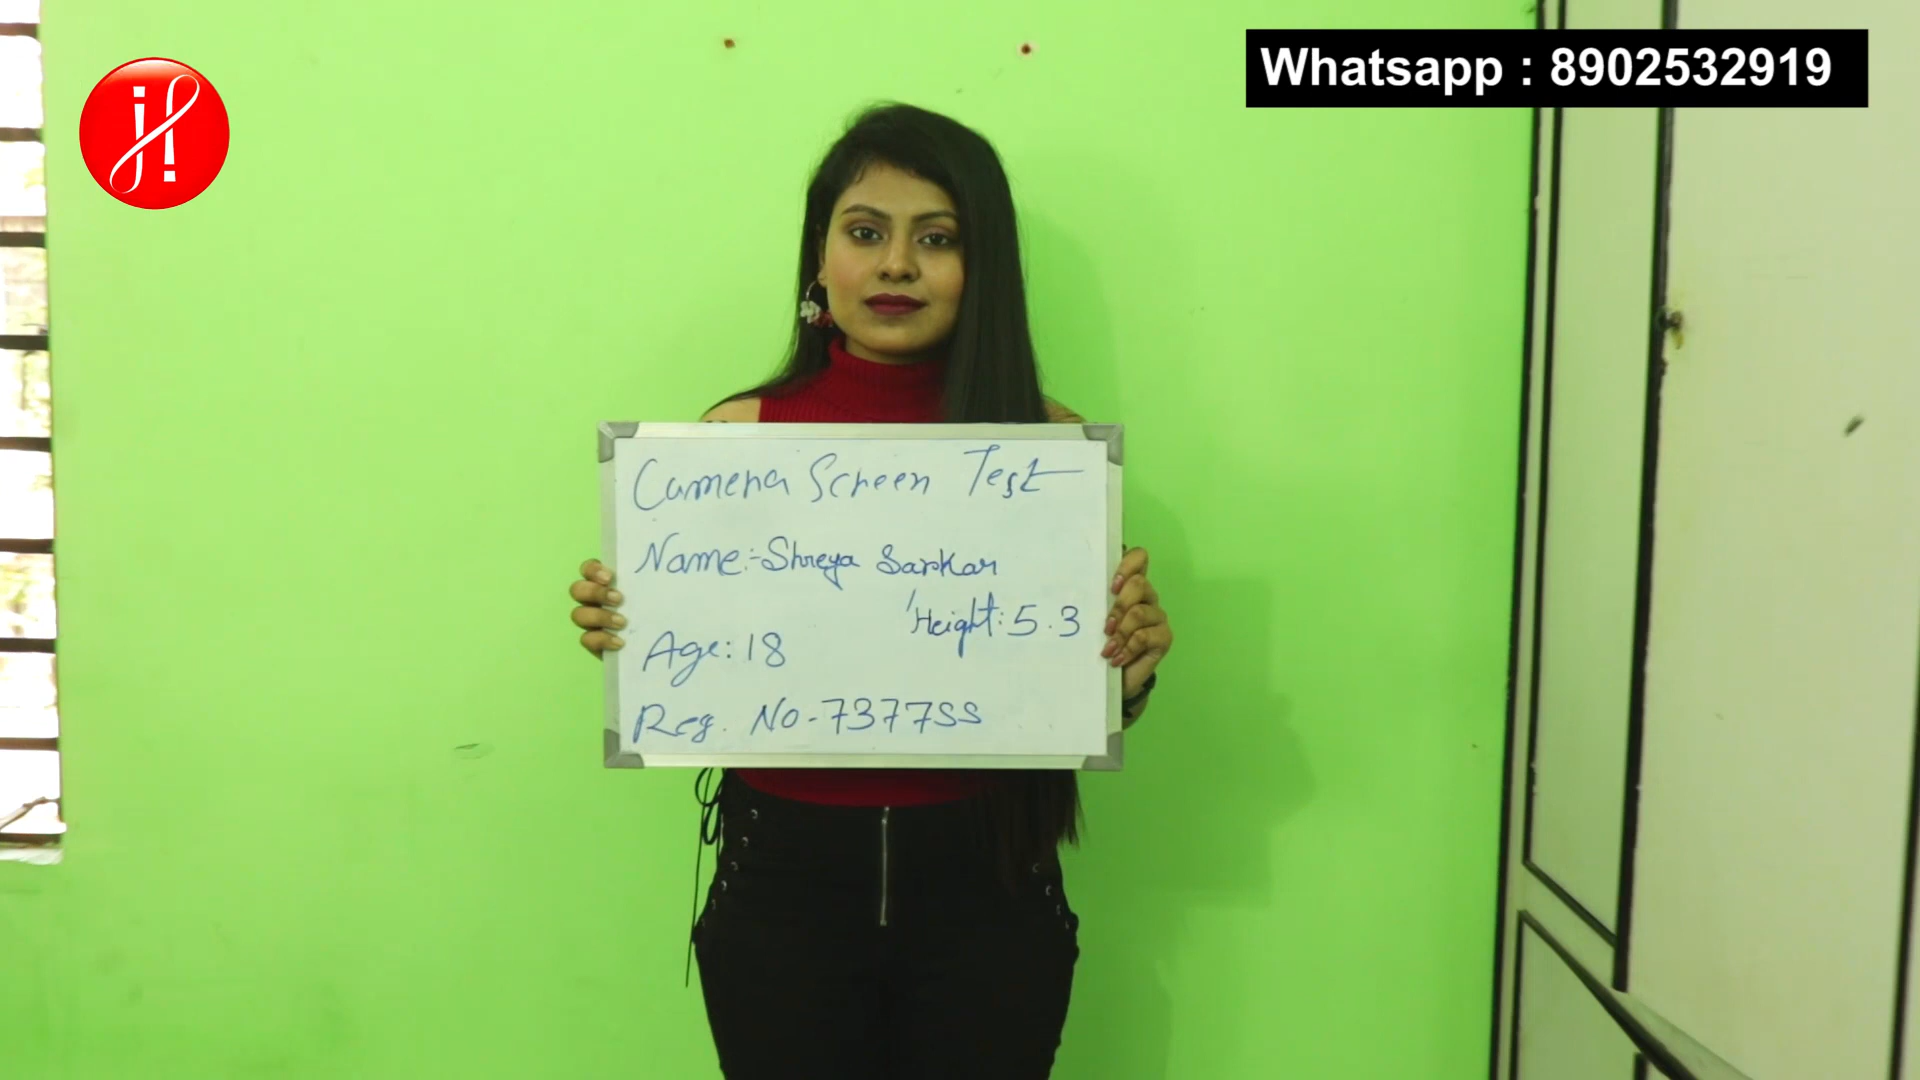 Whatsapp : 8902532919
Camera Screen Test
Name:- Shreya Sarkar
Height: 5.3
Age: 18
Reg. No - 7377SS